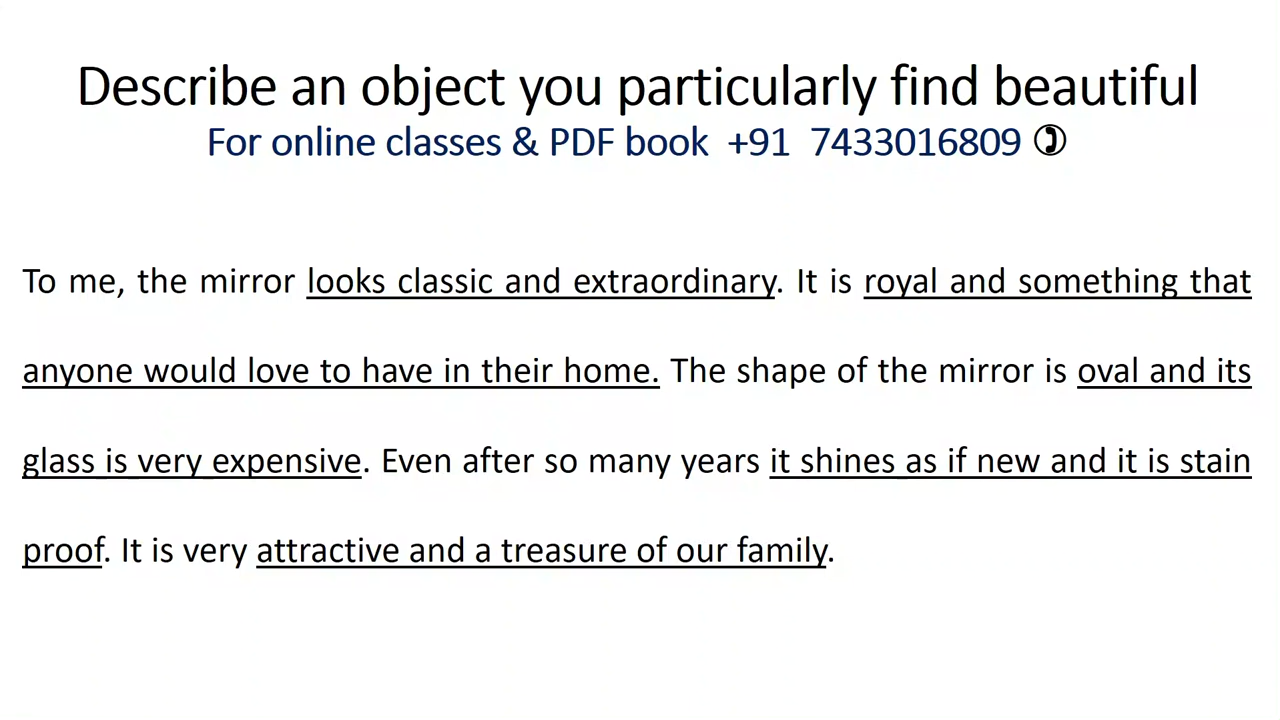 Describe an object you particularly find beautiful
For online classes & PDF book +91 7433016809 ✆
To me, the mirror looks classic and extraordinary. It is royal and something that
anyone would love to have in their home. The shape of the mirror is oval and its
glass is very expensive. Even after so many years it shines as if new and it is stain
proof. It is very attractive and a treasure of our family.